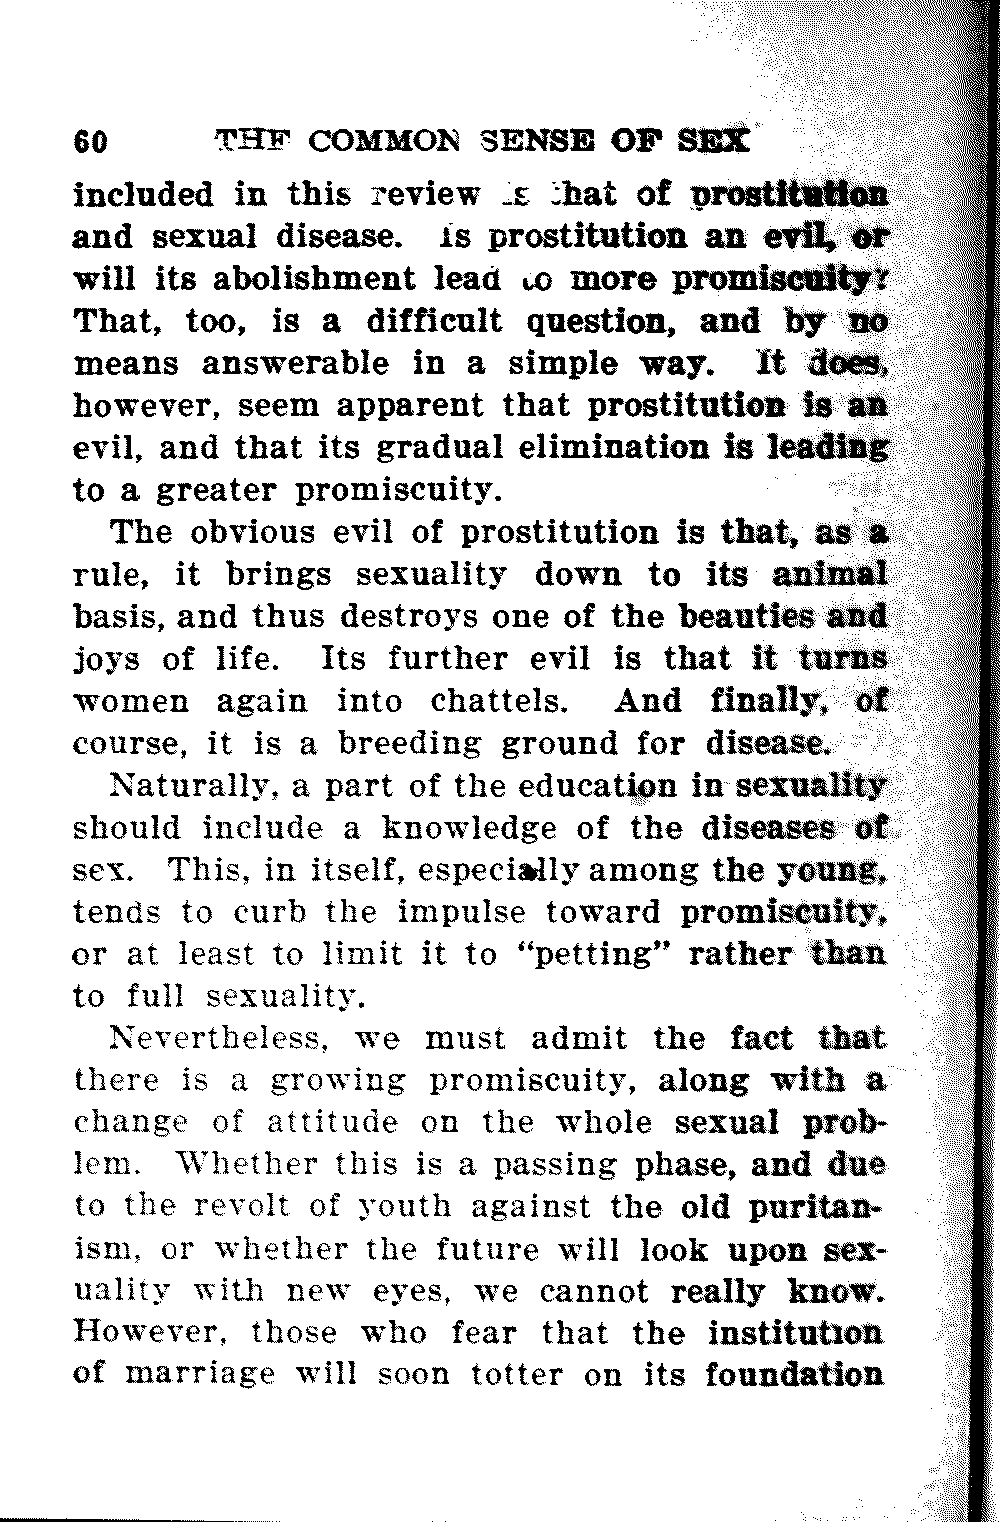 60 THE COMMON SENSE OF SEX
included in this review is that of prostitution
and sexual disease. Is prostitution an evil, or
will its abolishment lead to more promiscuity?
That, too, is a difficult question, and by no
means answerable in a simple way. It does,
however, seem apparent that prostitution is an
evil, and that its gradual elimination is leading
to a greater promiscuity.
The obvious evil of prostitution is that, as a
rule, it brings sexuality down to its animal
basis, and thus destroys one of the beauties and
joys of life. Its further evil is that it turns
women again into chattels. And finally, of
course, it is a breeding ground for disease.
Naturally, a part of the education in sexuality
should include a knowledge of the diseases of
sex. This, in itself, especially among the young,
tends to curb the impulse toward promiscuity,
or at least to limit it to “petting” rather than
to full sexuality.
Nevertheless, we must admit the fact that
there is a growing promiscuity, along with a
change of attitude on the whole sexual prob-
lem. Whether this is a passing phase, and due
to the revolt of youth against the old puritan-
ism, or whether the future will look upon sex-
uality with new eyes, we cannot really know.
However, those who fear that the institution
of marriage will soon totter on its foundation